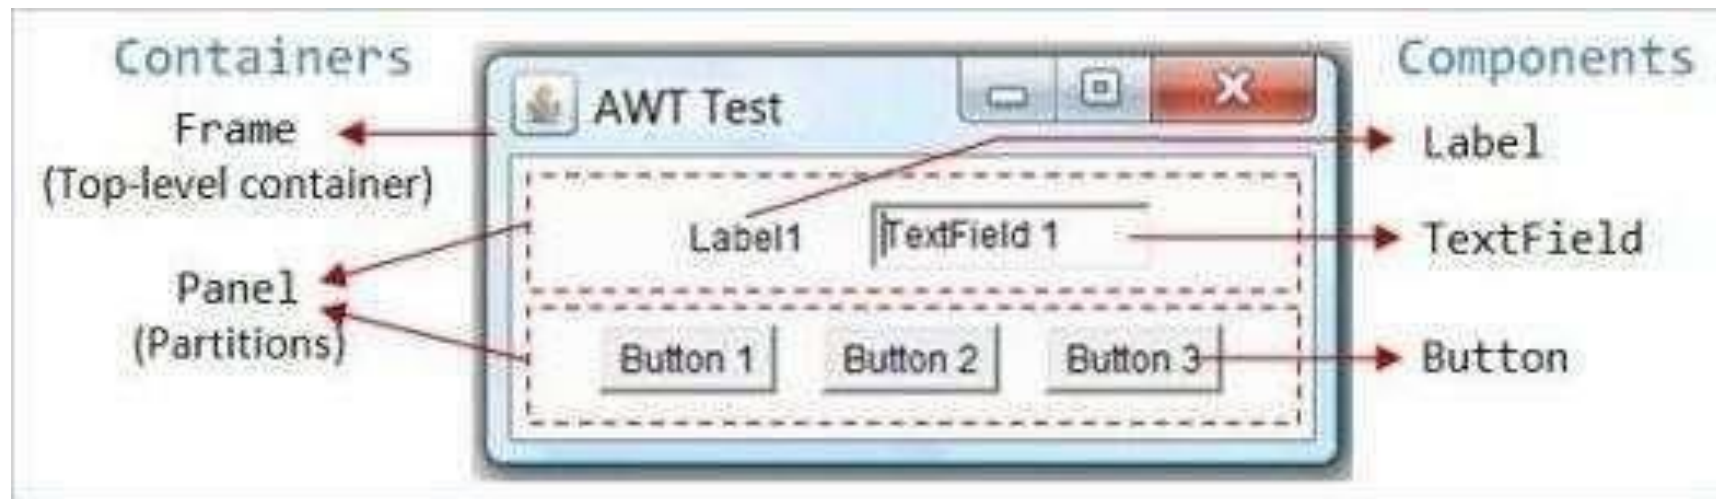 Containers
Frame
(Top-level container)
Panel
(Partitions)
AWT Test
Label1
TextField 1
Button 1
Button 2
Button 3
Components
Label
TextField
Button